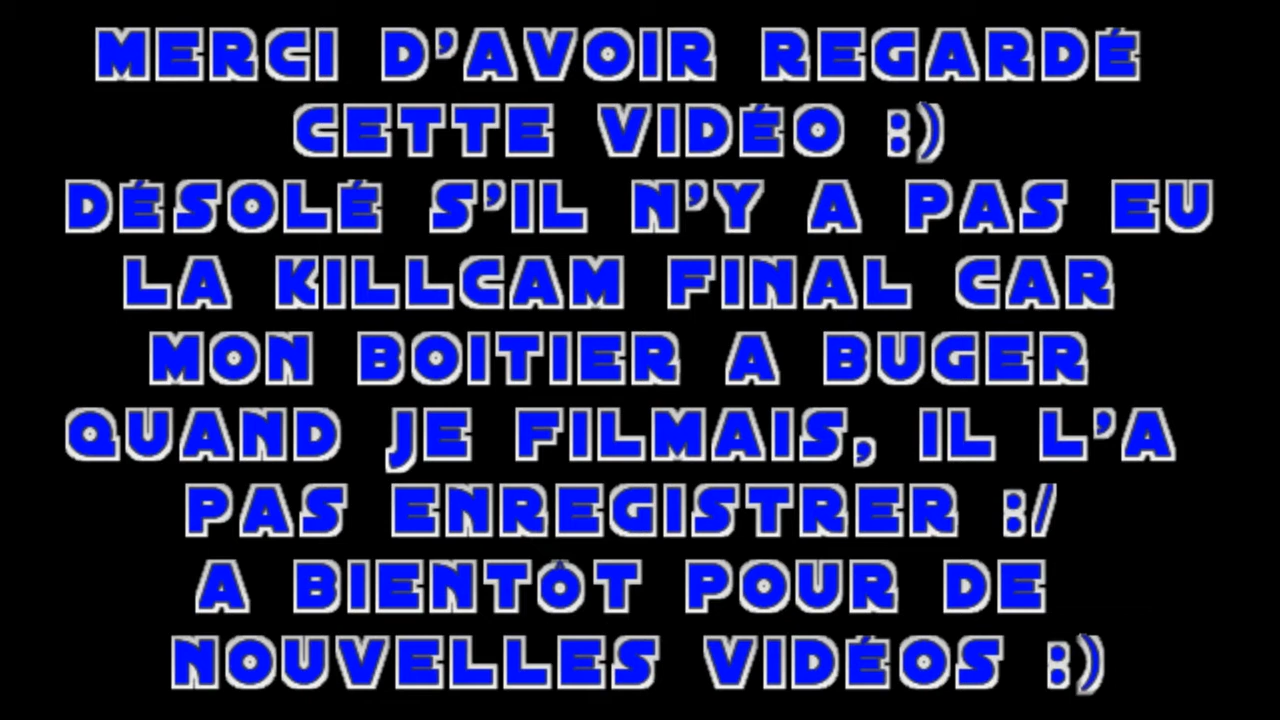 MERCI D'AVOIR REGARDÉ
CETTE VIDÉO :)
DÉSOLÉ S'IL N'Y A PAS EU
LA KILLCAM FINAL CAR
MON BOITIER A BUGER
QUAND JE FILMAIS, IL L'A
PAS ENREGISTRER :/
A BIENTÔT POUR DE
NOUVELLES VIDÉOS :)